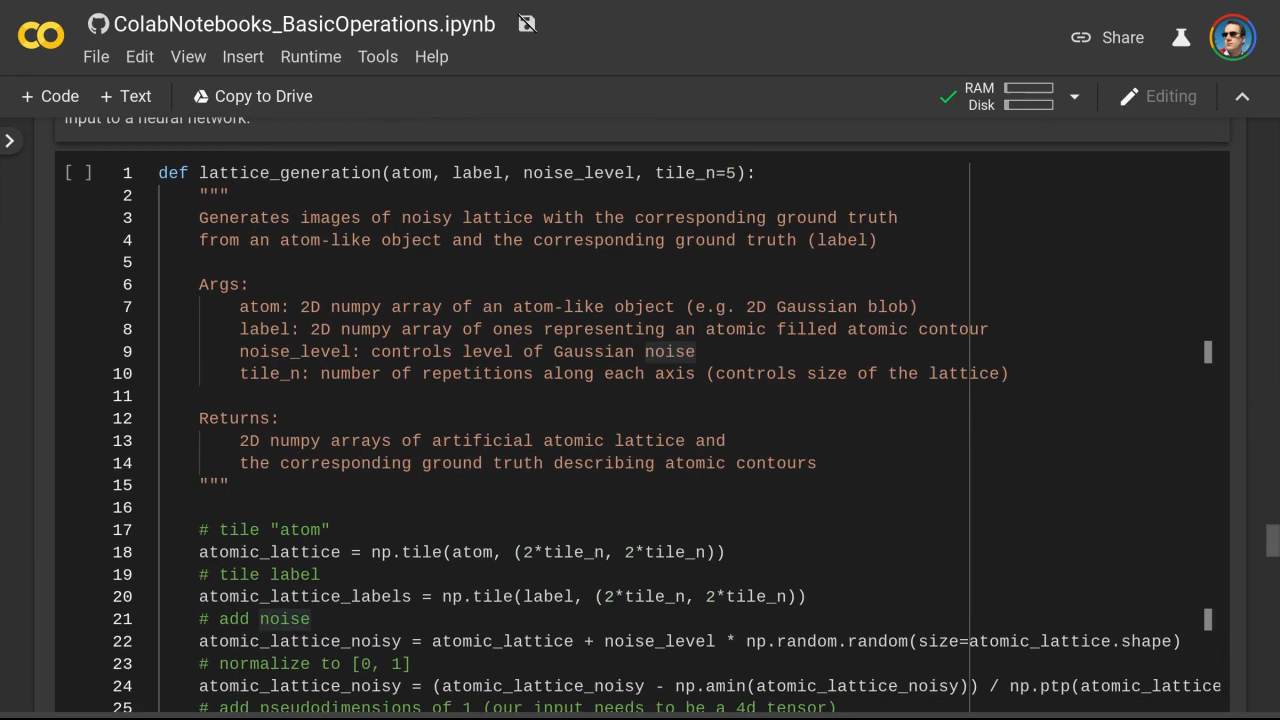 ColabNotebooks_BasicOperations.ipynb
File Edit View Insert Runtime Tools Help
Share
+ Code + Text Copy to Drive
RAM
Disk
Editing
input to a neural network.
[ ]
1 def lattice_generation(atom, label, noise_level, tile_n=5):
2 """
3 Generates images of noisy lattice with the corresponding ground truth
4 from an atom-like object and the corresponding ground truth (label)
5
6 Args:
7 atom: 2D numpy array of an atom-like object (e.g. 2D Gaussian blob)
8 label: 2D numpy array of ones representing an atomic filled atomic contour
9 noise_level: controls level of Gaussian noise
10 tile_n: number of repetitions along each axis (controls size of the lattice)
11
12 Returns:
13 2D numpy arrays of artificial atomic lattice and
14 the corresponding ground truth describing atomic contours
15 """
16
17 # tile "atom"
18 atomic_lattice = np.tile(atom, (2*tile_n, 2*tile_n))
19 # tile label
20 atomic_lattice_labels = np.tile(label, (2*tile_n, 2*tile_n))
21 # add noise
22 atomic_lattice_noisy = atomic_lattice + noise_level * np.random.random(size=atomic_lattice.shape)
23 # normalize to [0, 1]
24 atomic_lattice_noisy = (atomic_lattice_noisy - np.amin(atomic_lattice_noisy)) / np.ptp(atomic_lattice
25 # add pseudodimensions of 1 (our input needs to be a 4d tensor)